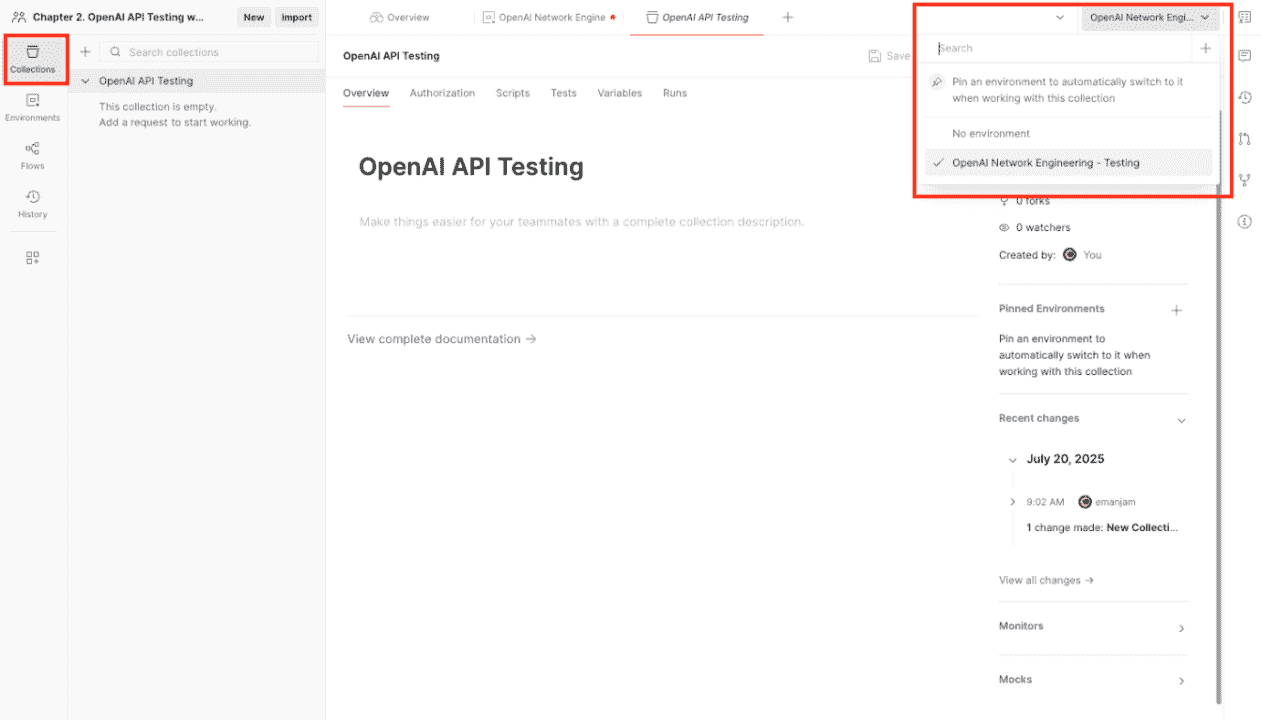 Chapter 2. OpenAI API Testing w...
New
Import
Overview
OpenAI Network Engine
OpenAI API Testing
OpenAI Network Engi...
Collections
Environments
Flows
History
Search collections
OpenAI API Testing
This collection is empty.
Add a request to start working.
OpenAI API Testing
Save
Overview
Authorization
Scripts
Tests
Variables
Runs
OpenAI API Testing
Make things easier for your teammates with a complete collection description.
View complete documentation →
Search
Pin an environment to automatically switch to it
when working with this collection
No environment
OpenAI Network Engineering - Testing
0 forks
0 watchers
Created by:
You
Pinned Environments
Pin an environment to
automatically switch to it when
working with this collection
Recent changes
July 20, 2025
9:02 AM
emanjam
1 change made: New Collecti...
View all changes →
Monitors
Mocks